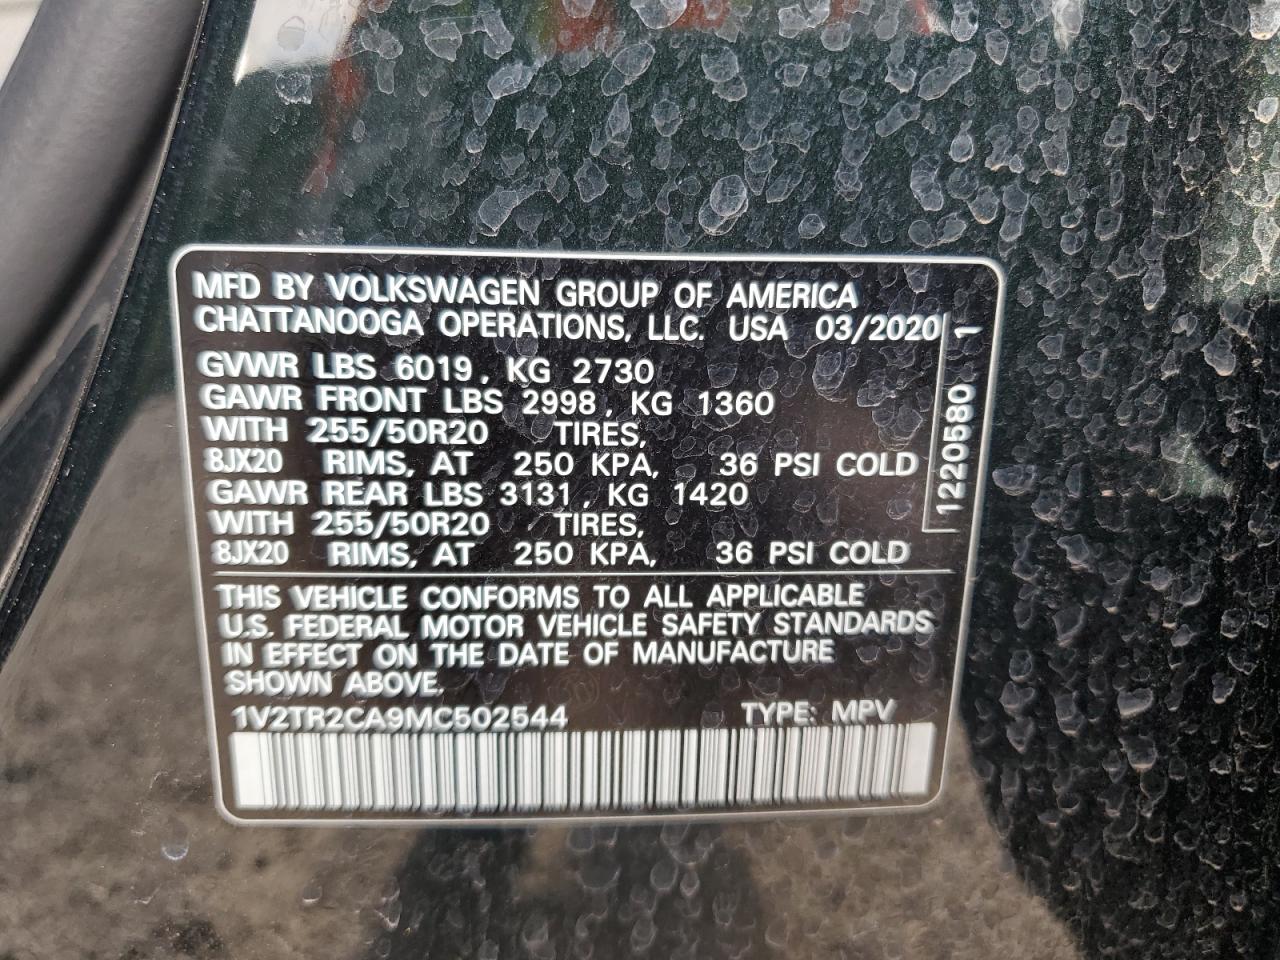 MFD BY VOLKSWAGEN GROUP OF AMERICA
CHATTANOOGA OPERATIONS, LLC. USA 03/2020
GVWR LBS 6019, KG 2730
GAWR FRONT LBS 2998, KG 1360
WITH 255/50R20 TIRES,
8JX20 RIMS, AT 250 KPA, 36 PSI COLD
GAWR REAR LBS 3131, KG 1420
WITH 255/50R20 TIRES,
8JX20 RIMS, AT 250 KPA, 36 PSI COLD
1220580 1
THIS VEHICLE CONFORMS TO ALL APPLICABLE
U.S. FEDERAL MOTOR VEHICLE SAFETY STANDARDS
IN EFFECT ON THE DATE OF MANUFACTURE
SHOWN ABOVE.
1V2TR2CA9MC502544 TYPE: MPV